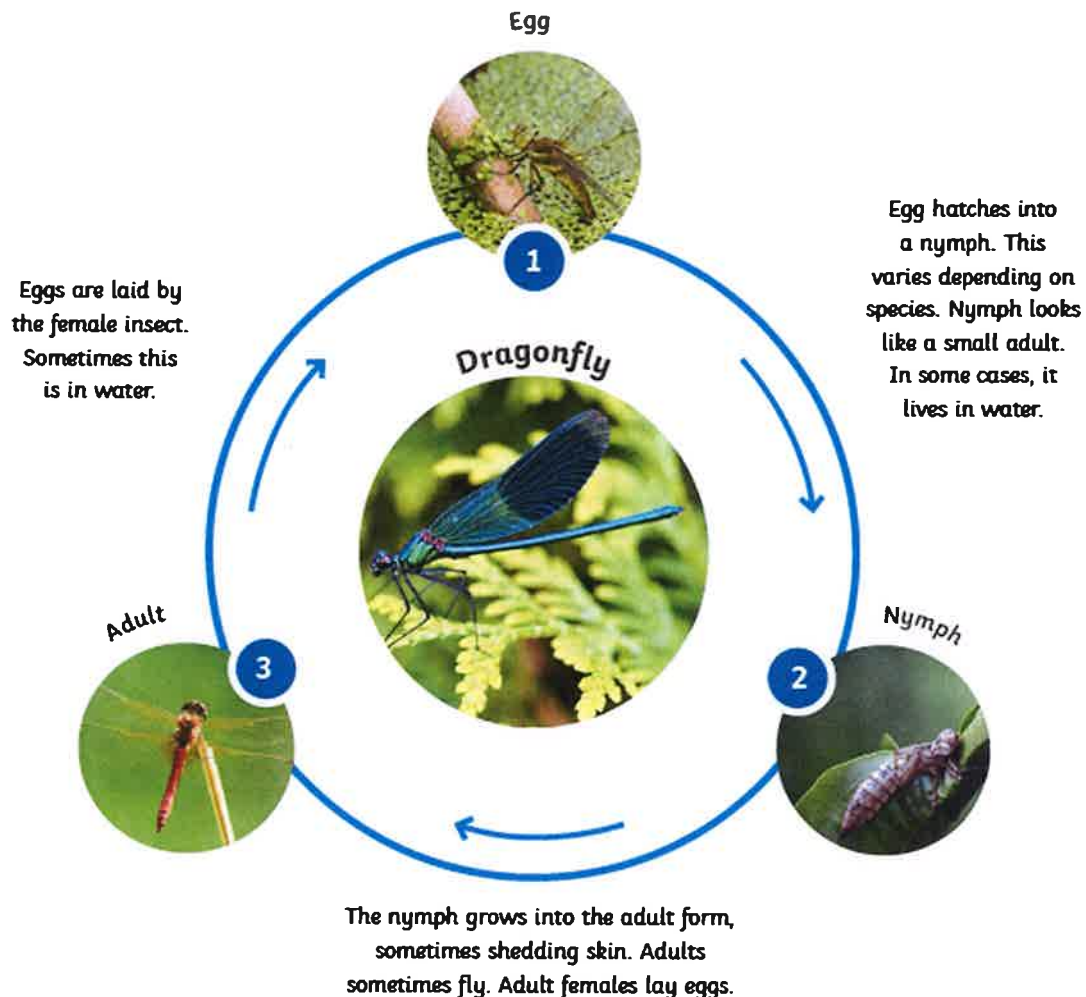 Egg
1
Egg hatches into
a nymph. This
varies depending on
species. Nymph looks
like a small adult.
In some cases, it
lives in water.
Eggs are laid by
the female insect.
Sometimes this
is in water.
Dragonfly
Adult
3
Nymph
2
The nymph grows into the adult form,
sometimes shedding skin. Adults
sometimes fly. Adult females lay eggs.